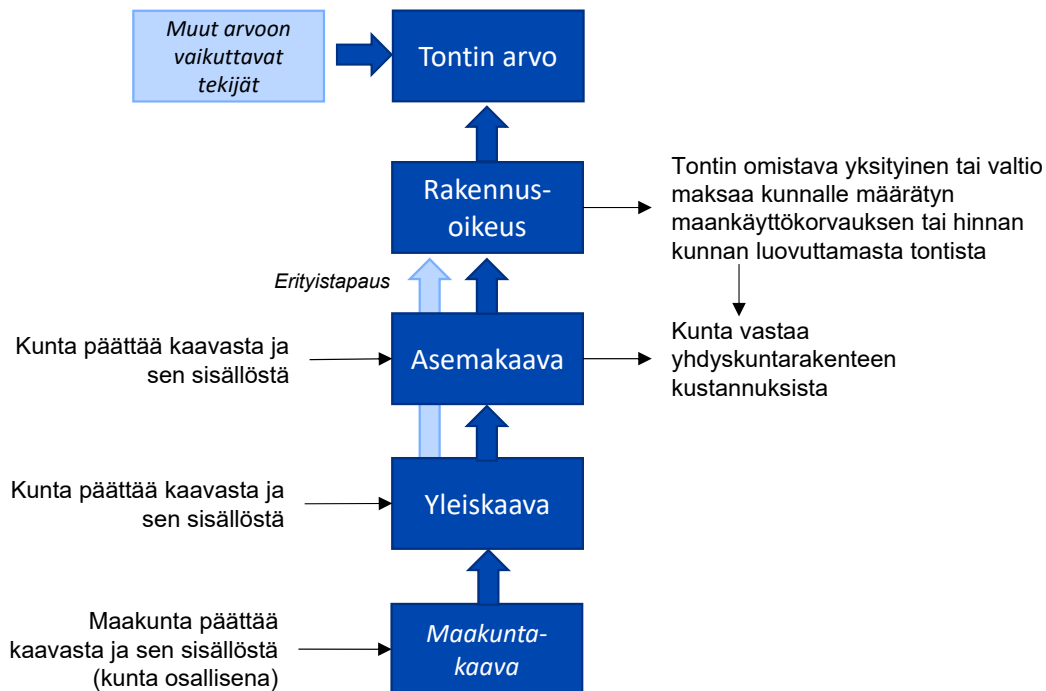 Muut arvoon
vaikuttavat
tekijät
Tontin arvo
Rakennus-
oikeus
Tontin omistava yksityinen tai valtio
maksaa kunnalle määrätyn
maankäyttökorvauksen tai hinnan
kunnan luovuttamasta tontista
Erityistapaus
Kunta päättää kaavasta ja
sen sisällöstä
Asemakaava
Kunta vastaa
yhdyskuntarakenteen
kustannuksista
Kunta päättää kaavasta ja
sen sisällöstä
Yleiskaava
Maakunta päättää
kaavasta ja sen sisällöstä
(kunta osallisena)
Maakunta-
kaava